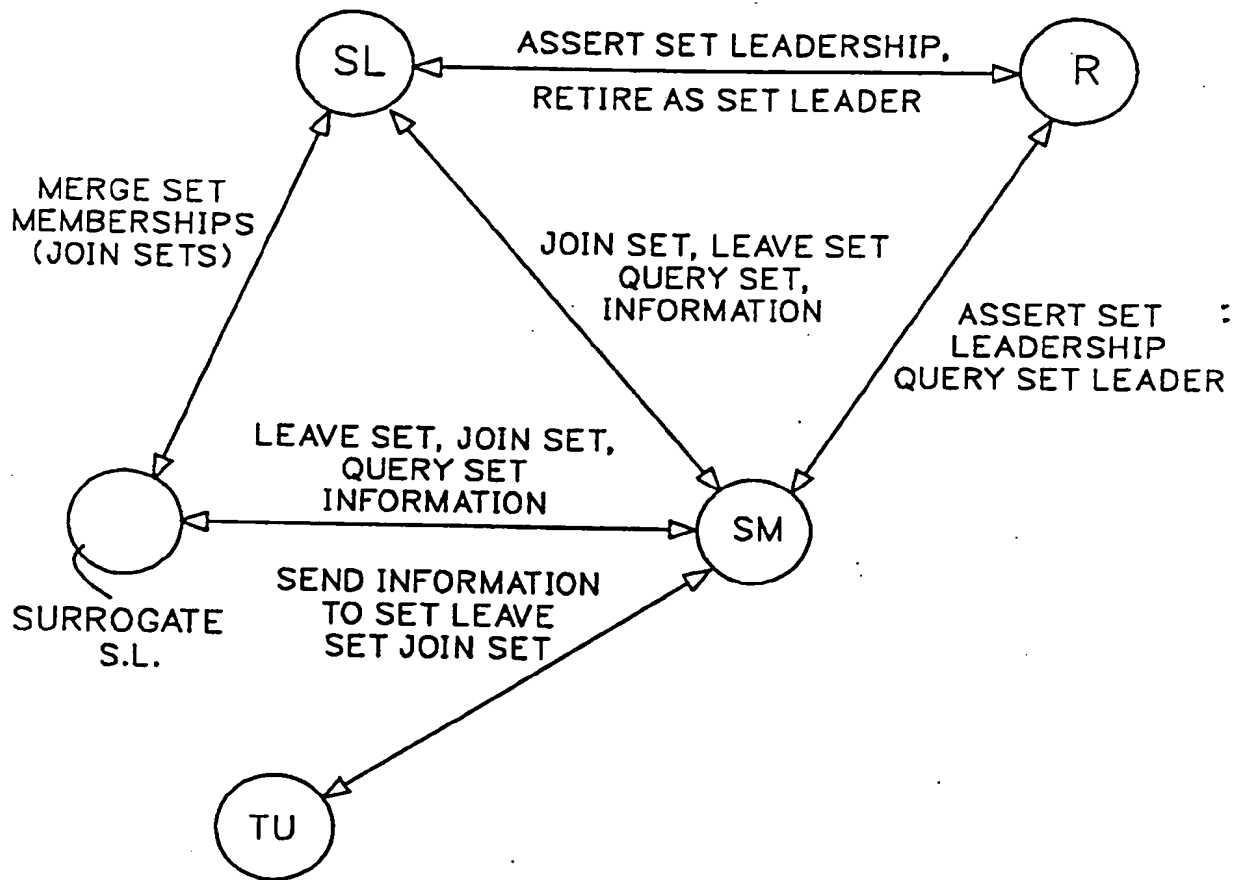 SL
ASSERT SET LEADERSHIP,
RETIRE AS SET LEADER
R
MERGE SET
MEMBERSHIPS
(JOIN SETS)
JOIN SET, LEAVE SET
QUERY SET,
INFORMATION
ASSERT SET
LEADERSHIP
QUERY SET LEADER
LEAVE SET, JOIN SET,
QUERY SET
INFORMATION
SM
SURROGATE
S.L.
SEND INFORMATION
TO SET LEAVE
SET JOIN SET
TU